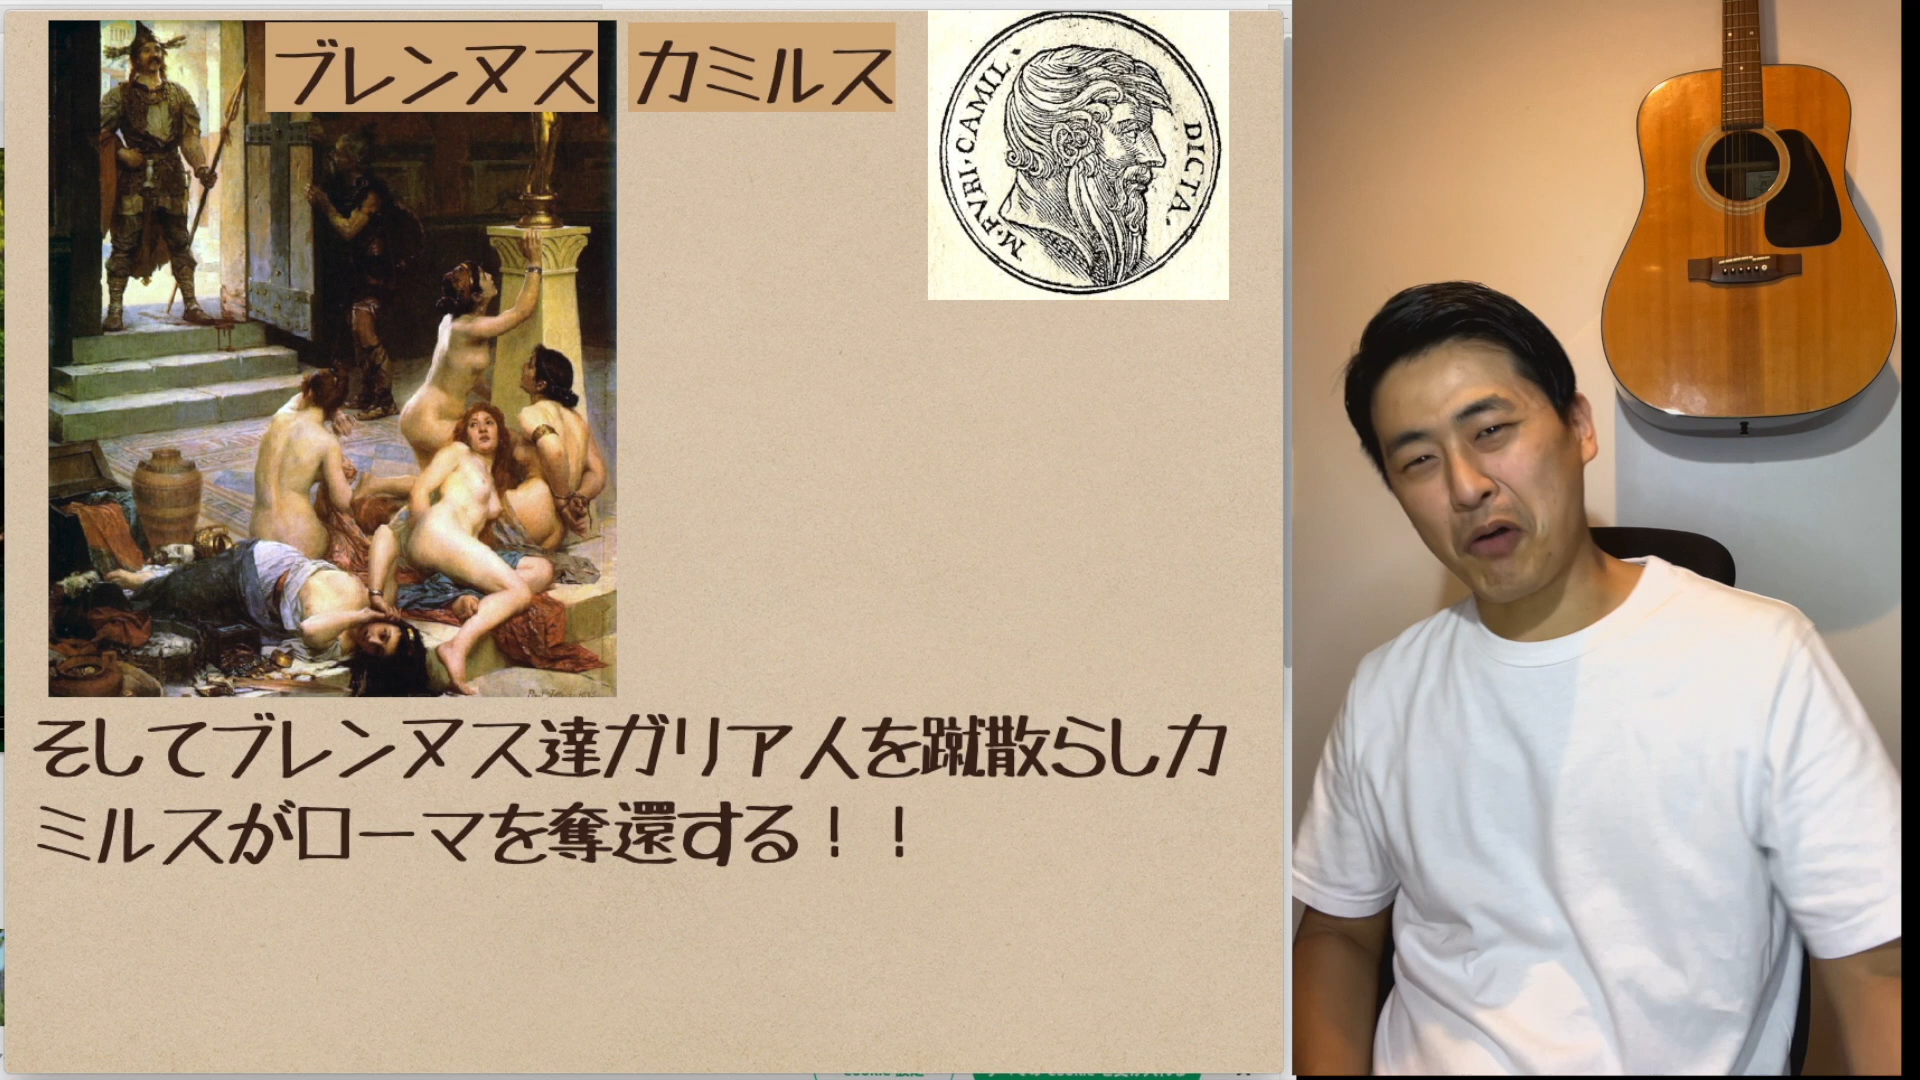 ブレンヌス
カミルス
M·FVRI·CAMIL·
DICTA.
そしてブレンヌス達ガリア人を蹴散らしカ
ミルスがローマを奪還する！！